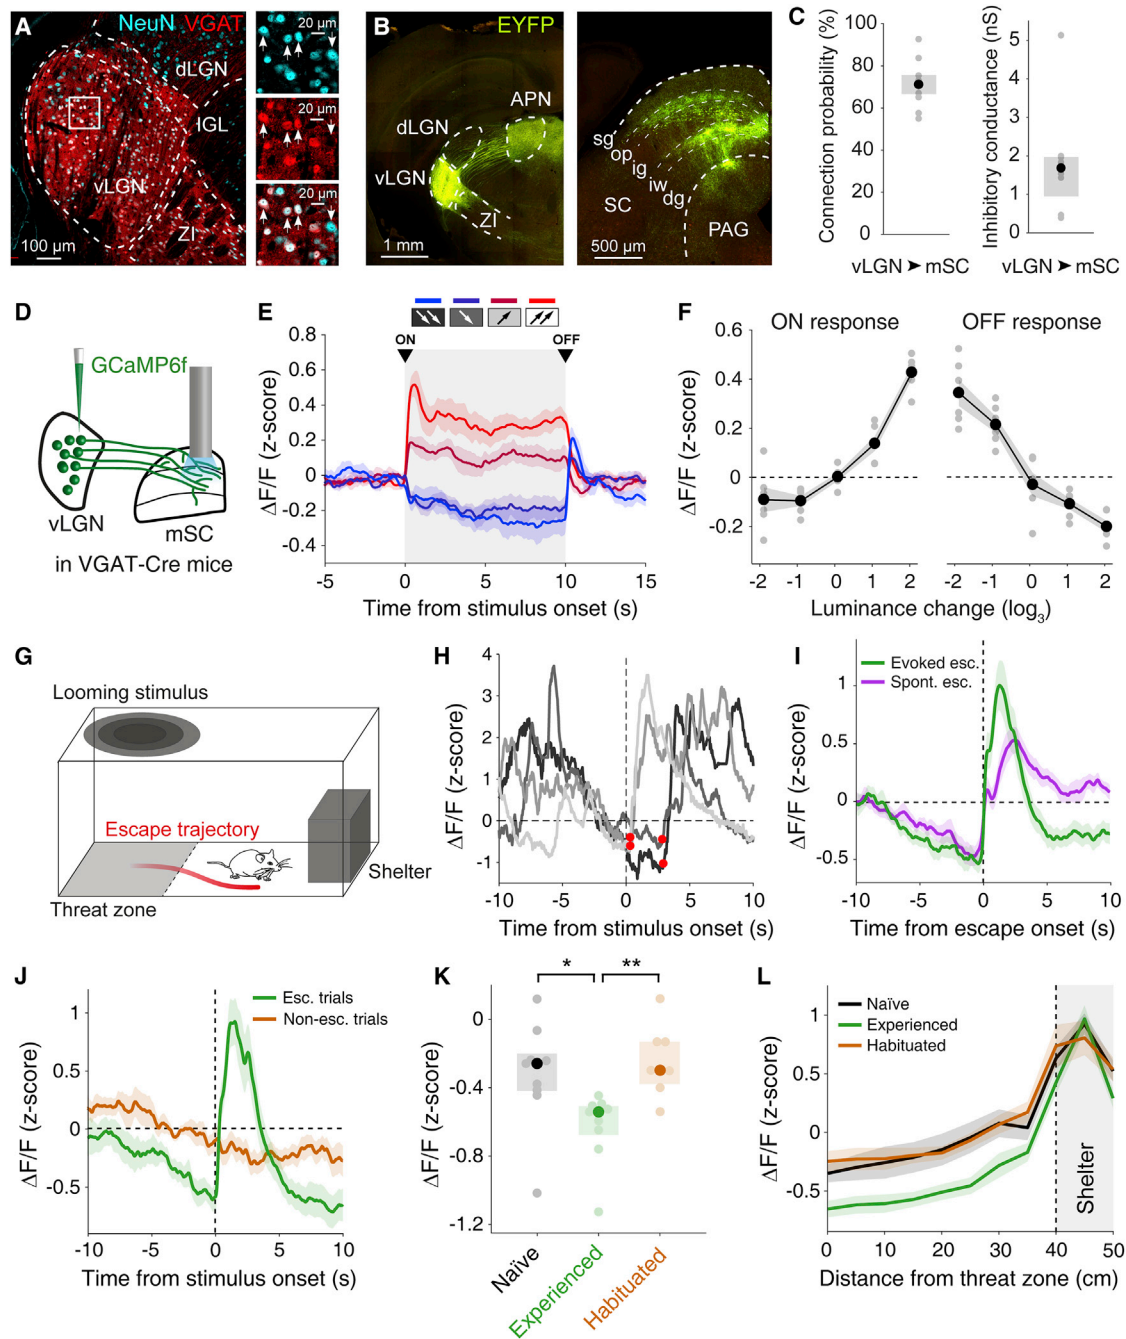 A
NeuN VGAT
dLGN
IGL
vLGN
ZI
100 µm
20 µm
20 µm
20 µm
B
EYFP
APN
dLGN
vLGN
ZI
1 mm
sg
op
ig
iw
dg
SC
PAG
500 µm
C
Connection probability (%)
100
80
60
40
20
0
vLGN ➤ mSC
Inhibitory conductance (nS)
5
4
3
2
1
0
vLGN ➤ mSC
D
GCaMP6f
vLGN
mSC
in VGAT-Cre mice
E
ON
OFF
ΔF/F (z-score)
0.8
0.6
0.4
0.2
0
-0.2
-0.4
-5 0 5 10 15
Time from stimulus onset (s)
F
ON response
OFF response
ΔF/F (z-score)
0.6
0.4
0.2
0
-0.2
-2 -1 0 1 2
-2 -1 0 1 2
Luminance change (log3)
G
Looming stimulus
Escape trajectory
Shelter
Threat zone
H
ΔF/F (z-score)
4
3
2
1
0
-1
-10 -5 0 5 10
Time from stimulus onset (s)
I
Evoked esc.
Spont. esc.
ΔF/F (z-score)
1
0.5
0
-0.5
-10 -5 0 5 10
Time from escape onset (s)
J
Esc. trials
Non-esc. trials
ΔF/F (z-score)
1
0.5
0
-0.5
-10 -5 0 5 10
Time from stimulus onset (s)
K
* **
ΔF/F (z-score)
0
-0.4
-0.8
-1.2
Naïve
Experienced
Habituated
L
Naïve
Experienced
Habituated
ΔF/F (z-score)
1
0.5
0
-0.5
Shelter
0 10 20 30 40 50
Distance from threat zone (cm)